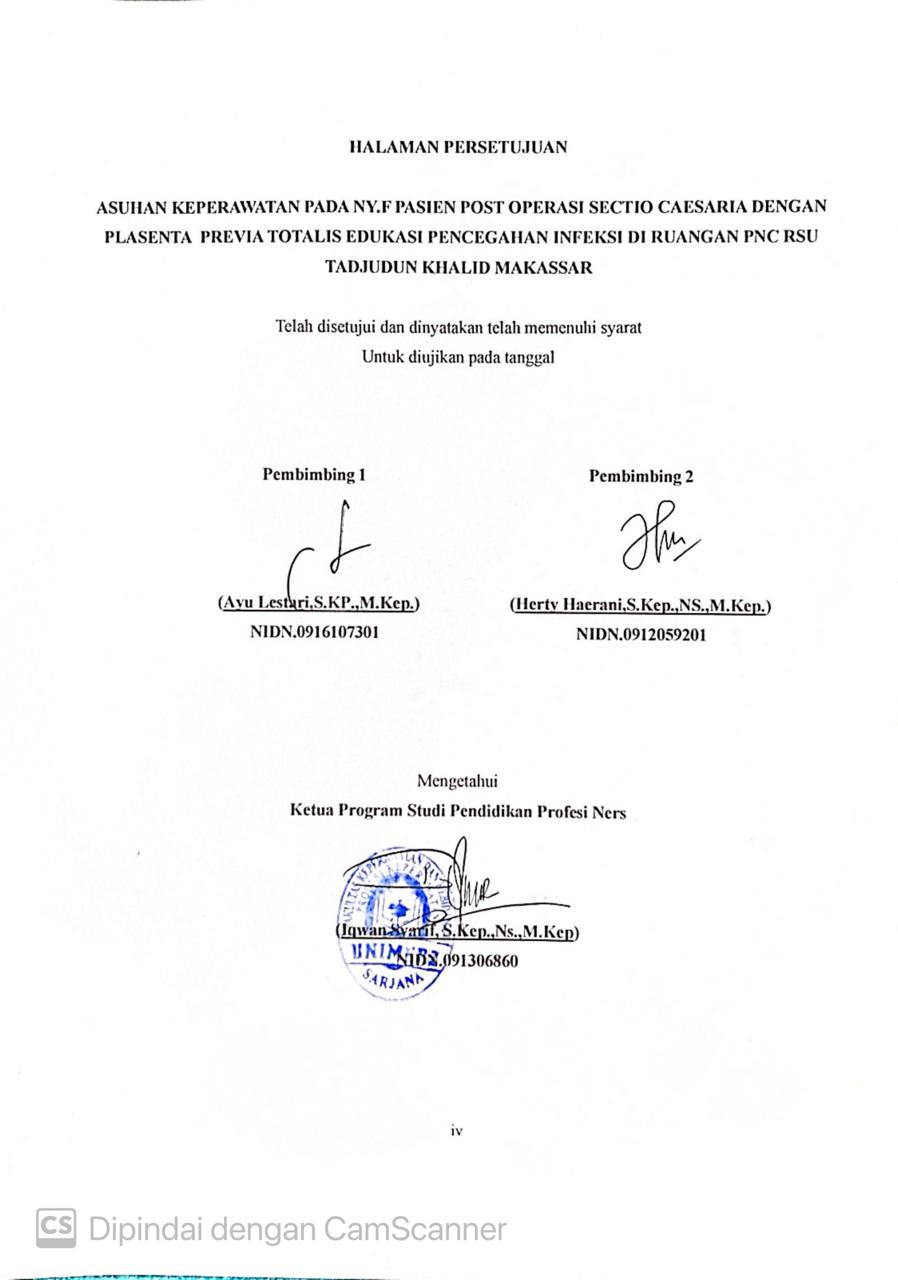 HALAMAN PERSETUJUAN
ASUHAN KEPERAWATAN PADA NY.F PASIEN POST OPERASI SECTIO CAESARIA DENGAN
PLASENTA PREVIA TOTALIS EDUKASI PENCEGAHAN INFEKSI DI RUANGAN PNC RSU
TADJUDUN KHALID MAKASSAR
Telah disetujui dan dinyatakan telah memenuhi syarat
Untuk diujikan pada tanggal
Pembimbing 1
Pembimbing 2
(Ayu Lestari,S.KP.,M.Kep.)
(Herty Haerani,S.Kep.,NS.,M.Kep.)
NIDN.0916107301
NIDN.0912059201
Mengetahui
Ketua Program Studi Pendidikan Profesi Ners
(Iqwan Syarif, S.Kep.,Ns.,M.Kep)
NIDN.091306860
SARJANA
iv
CS Dipindai dengan CamScanner